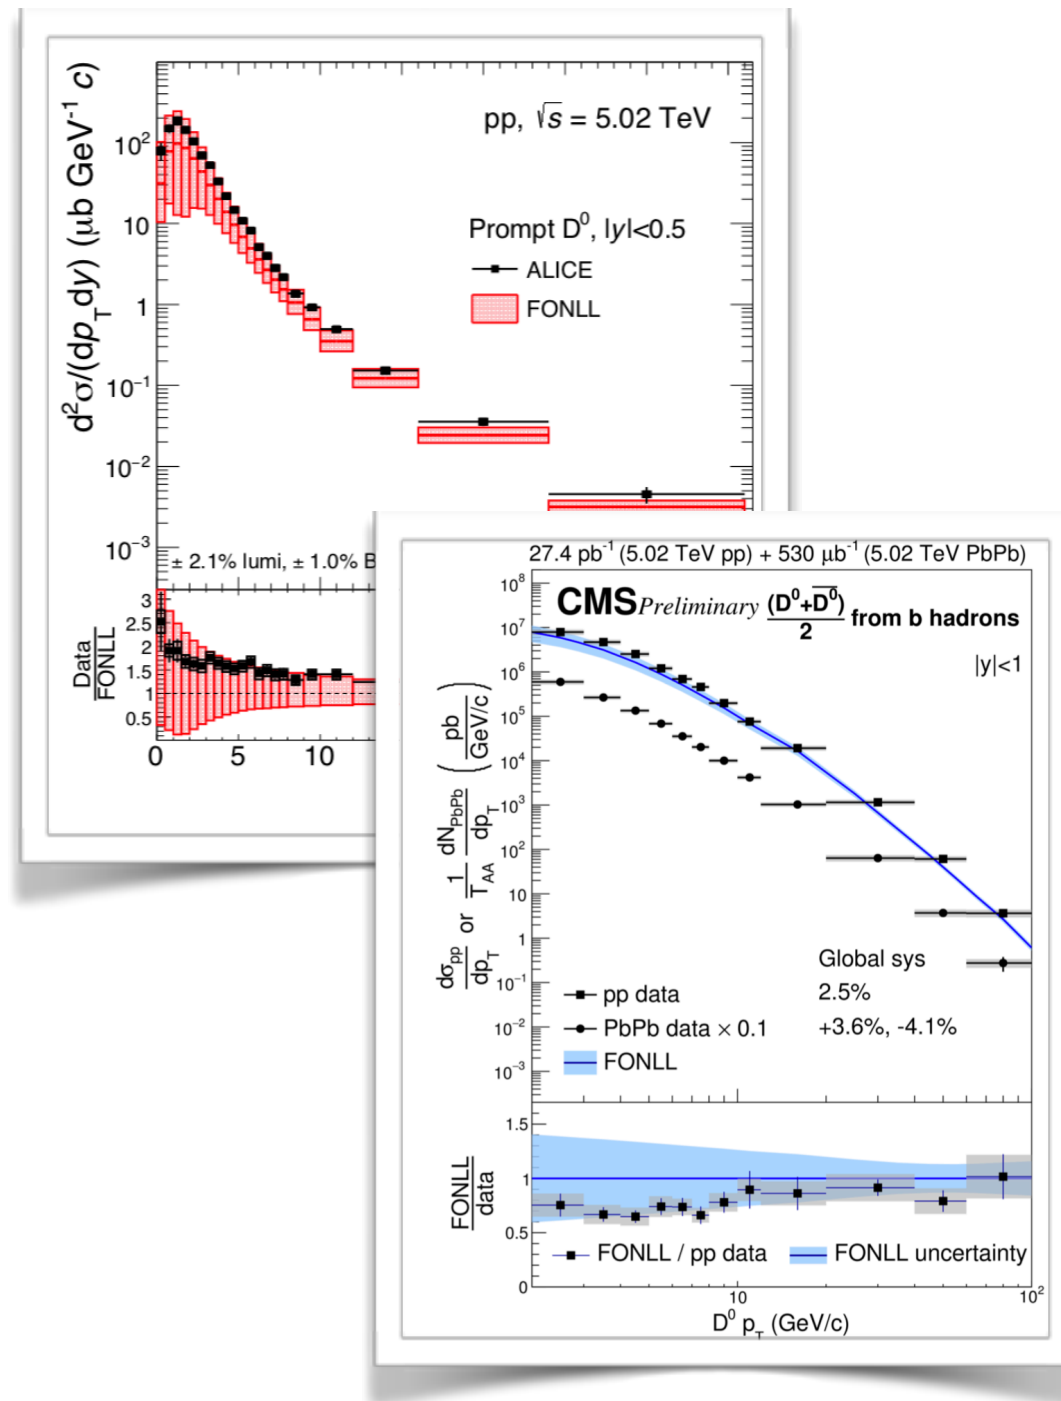 pp, √s = 5.02 TeV
Prompt D⁰, |y|<0.5
ALICE
FONLL
d²σ/(dp_T dy) (μb GeV⁻¹ c)
10²
10
1
10⁻¹
10⁻²
10⁻³
± 2.1% lumi, ± 1.0% B
Data
FONLL
3
2.5
2
1.5
1
0.5
0 5 10
27.4 pb⁻¹ (5.02 TeV pp) + 530 μb⁻¹ (5.02 TeV PbPb)
CMS Preliminary (D⁰+D̅⁰)/2 from b hadrons
|y|<1
dσ_pp/dp_T or 1/T_AA dN_PbPb/dp_T (pb/GeV/c)
10⁸
10⁷
10⁶
10⁵
10⁴
10³
10²
10
1
10⁻¹
10⁻²
10⁻³
Global sys
pp data 2.5%
PbPb data × 0.1 +3.6%, -4.1%
FONLL
FONLL
data
1.5
1
0.5
0
FONLL / pp data FONLL uncertainty
10 10²
D⁰ p_T (GeV/c)